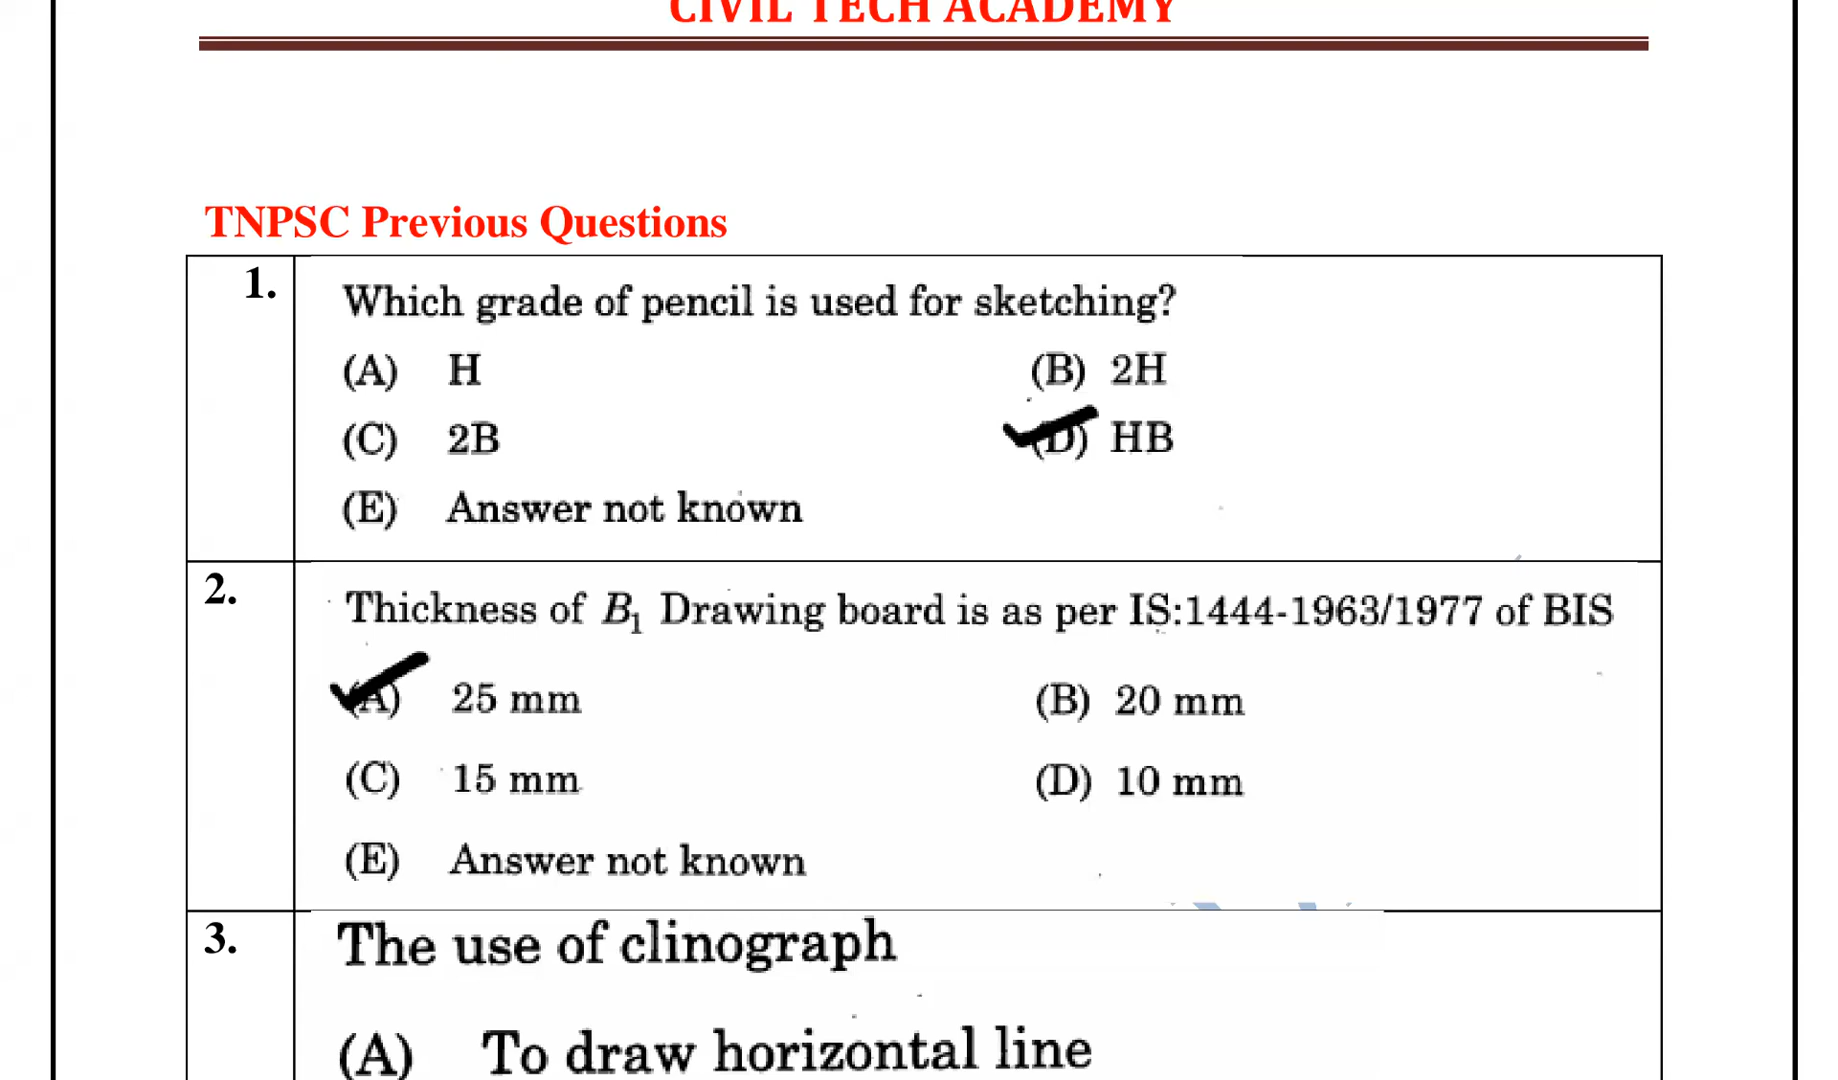 CIVIL TECH ACADEMY
TNPSC Previous Questions
1.
Which grade of pencil is used for sketching?
(A) H
(B) 2H
(C) 2B
(D) HB
(E) Answer not known
2.
Thickness of B₁ Drawing board is as per IS:1444-1963/1977 of BIS
(A) 25 mm
(B) 20 mm
(C) 15 mm
(D) 10 mm
(E) Answer not known
3.
The use of clinograph
(A) To draw horizontal line